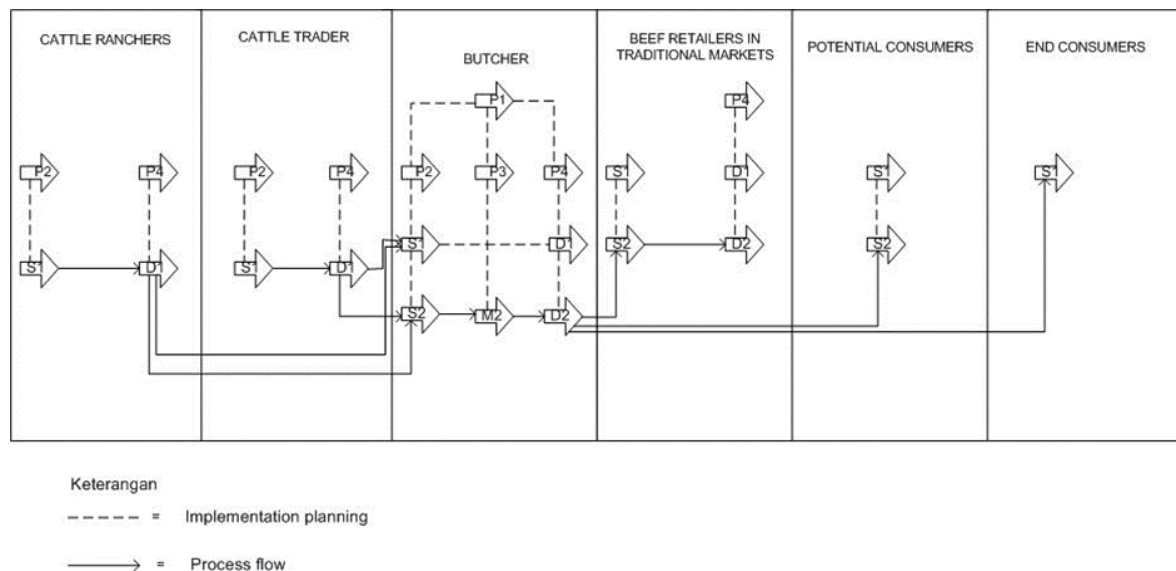 CATTLE RANCHERS
CATTLE TRADER
BUTCHER
BEEF RETAILERS IN
TRADITIONAL MARKETS
POTENTIAL CONSUMERS
END CONSUMERS
P1
P4
P2
P4
P2
P4
P2
P3
P4
S1
D1
S1
S1
S1
D1
S1
D1
S1
D1
S2
D2
S2
S2
M2
D2
Keterangan
= Implementation planning
= Process flow